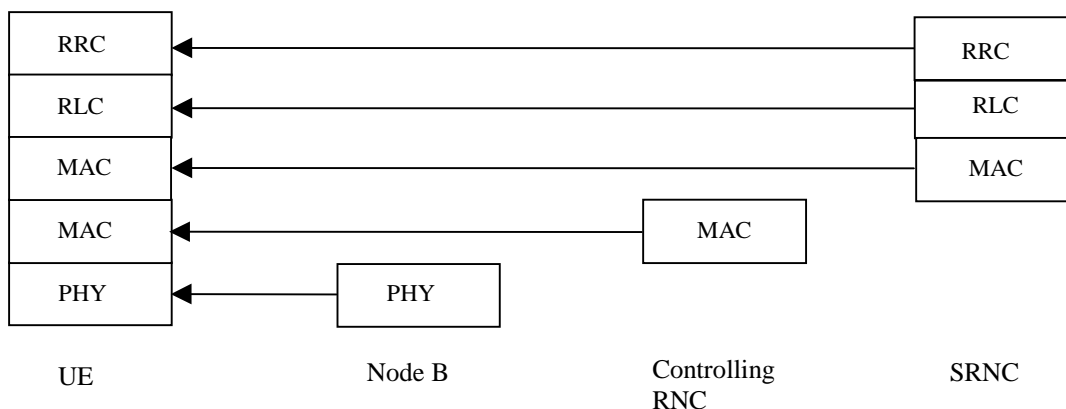 RRC
RRC
RLC
RLC
MAC
MAC
MAC
MAC
PHY
PHY
UE
Node B
Controlling
RNC
SRNC